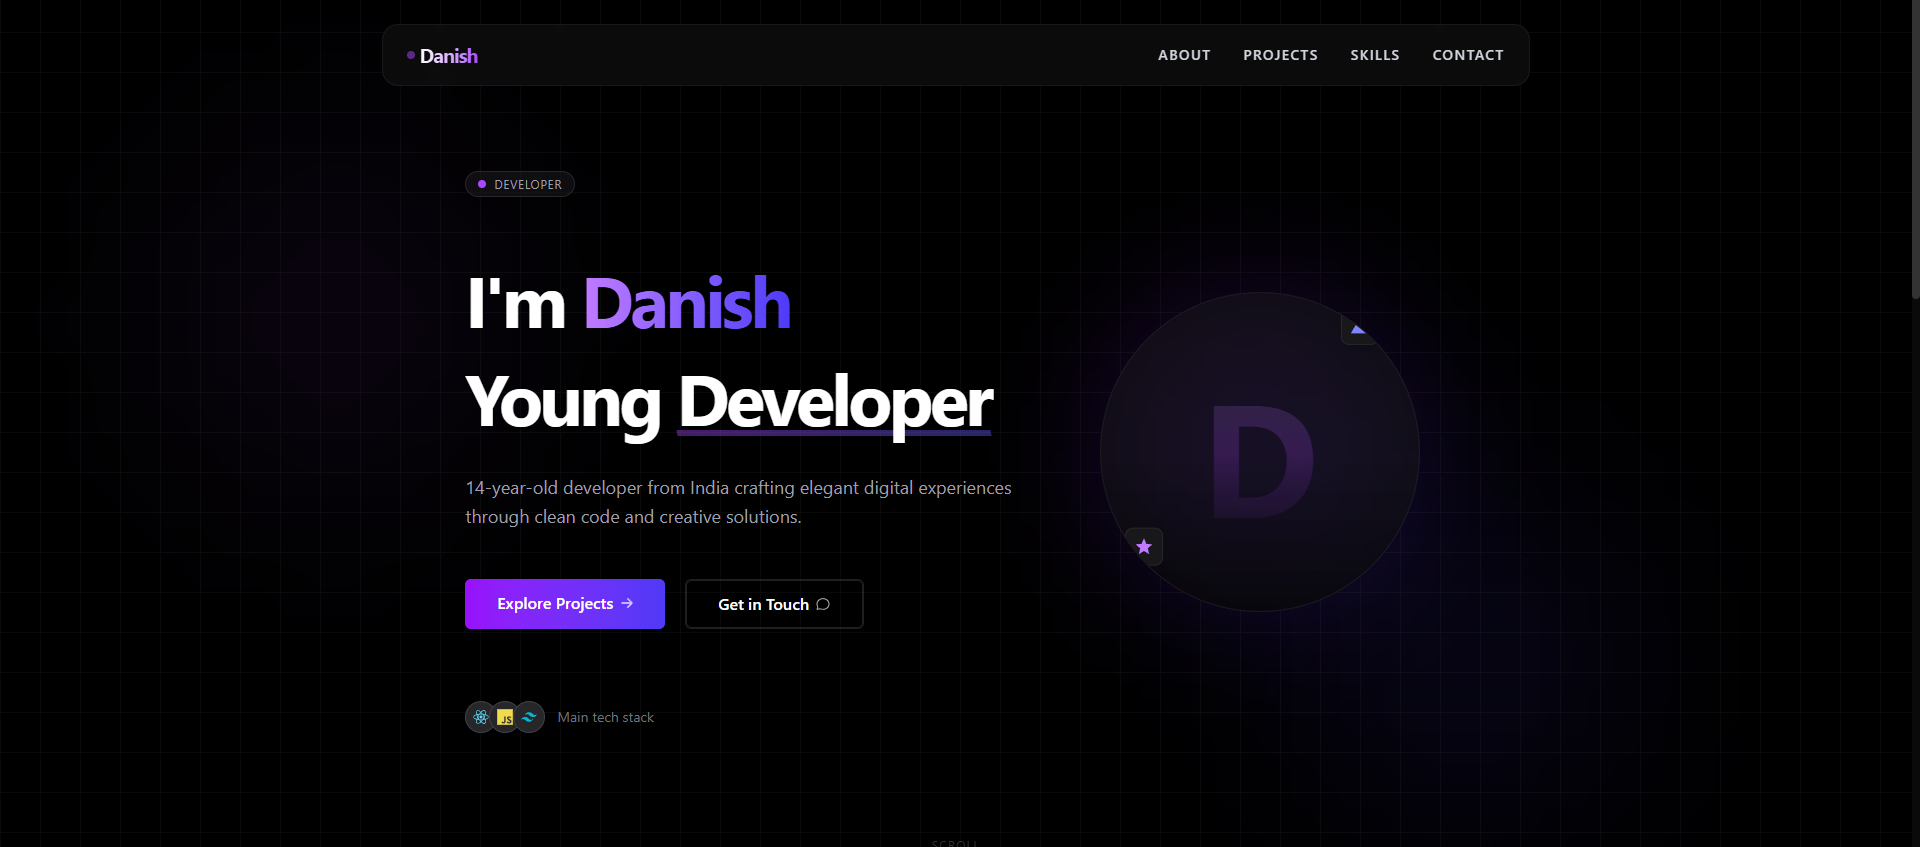 Danish
ABOUT PROJECTS SKILLS CONTACT
DEVELOPER
I'm Danish
Young Developer
14-year-old developer from India crafting elegant digital experiences
through clean code and creative solutions.
D
Explore Projects →
Get in Touch
JS
Main tech stack
SCROLL